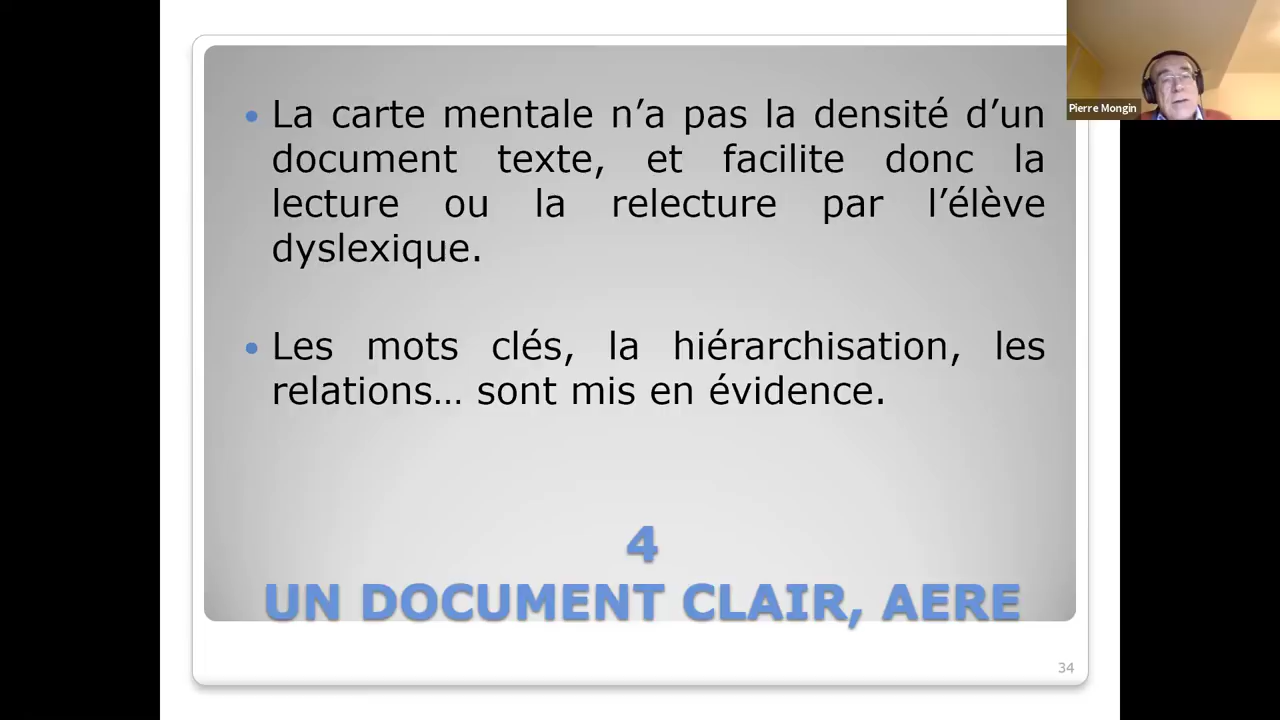 La carte mentale n’a pas la densité d’un
document texte, et facilite donc la
lecture ou la relecture par l’élève
dyslexique.
Les mots clés, la hiérarchisation, les
relations… sont mis en évidence.
4
UN DOCUMENT CLAIR, AERE
34
Pierre Mongin